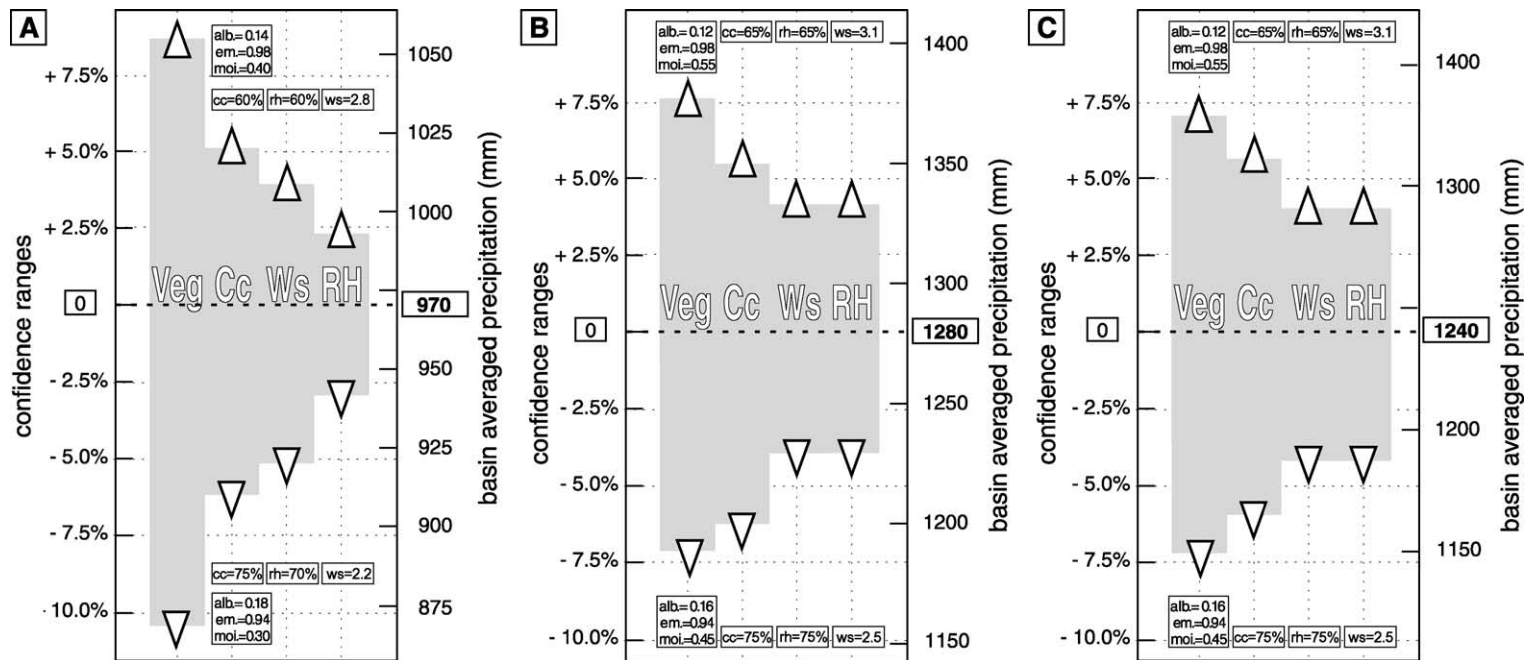 A
confidence ranges
+ 7.5%
+ 5.0%
+ 2.5%
0
- 2.5%
- 5.0%
- 7.5%
- 10.0%
alb.= 0.14
em.=0.98
moi.=0.40
cc=60% rh=60% ws=2.8
Veg Cc Ws RH
cc=75% rh=70% ws=2.2
alb.= 0.18
em.=0.94
moi.=0.30
1050
1025
1000
970
950
925
900
875
basin averaged precipitation (mm)
B
confidence ranges
+ 7.5%
+ 5.0%
+ 2.5%
0
- 2.5%
- 5.0%
- 7.5%
- 10.0%
alb.= 0.12
em.=0.98
moi.=0.55
cc=65% rh=65% ws=3.1
Veg Cc Ws RH
alb.= 0.16
em.=0.94
moi.=0.45
cc=75% rh=75% ws=2.5
1400
1350
1300
1280
1250
1200
1150
basin averaged precipitation (mm)
C
confidence ranges
+ 7.5%
+ 5.0%
+ 2.5%
0
- 2.5%
- 5.0%
- 7.5%
- 10.0%
alb.= 0.12
em.=0.98
moi.=0.55
cc=65% rh=65% ws=3.1
Veg Cc Ws RH
alb.= 0.16
em.=0.94
moi.=0.45
cc=75% rh=75% ws=2.5
1400
1300
1240
1200
1150
basin averaged precipitation (mm)